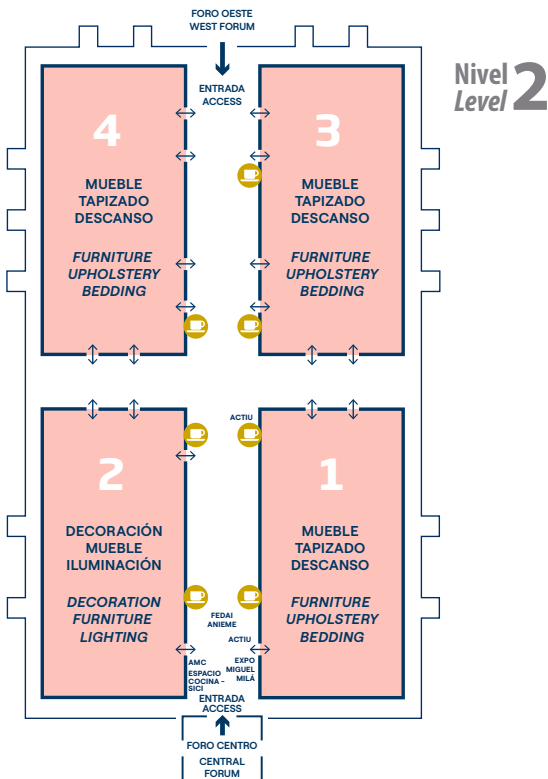 FORO OESTE
WEST FORUM
ENTRADA
ACCESS
Nivel
Level
2
4
MUEBLE
TAPIZADO
DESCANSO
FURNITURE
UPHOLSTERY
BEDDING
3
MUEBLE
TAPIZADO
DESCANSO
FURNITURE
UPHOLSTERY
BEDDING
2
DECORACIÓN
MUEBLE
ILUMINACIÓN
DECORATION
FURNITURE
LIGHTING
ACTIU
1
MUEBLE
TAPIZADO
DESCANSO
FURNITURE
UPHOLSTERY
BEDDING
FEDAI
ANIEME
ACTIU
AMC
ESPACIO
COCINA -
SICI
EXPO
MIGUEL
MILÁ
ENTRADA
ACCESS
FORO CENTRO
CENTRAL
FORUM